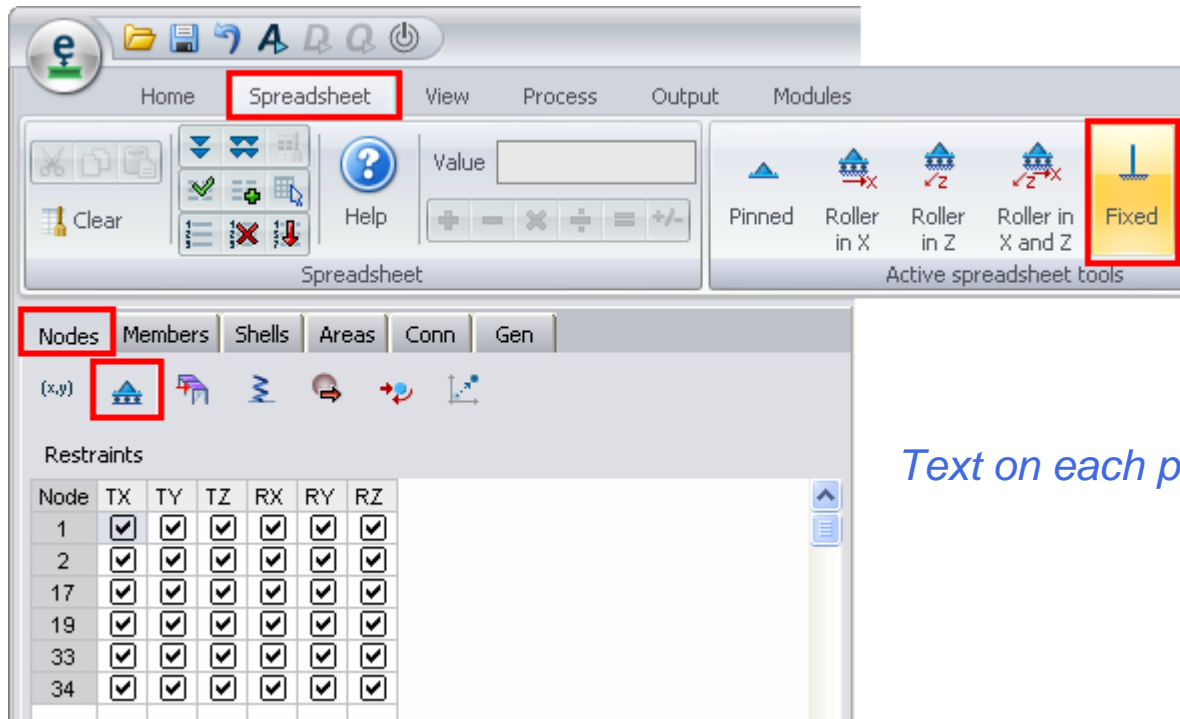 Home Spreadsheet View Process Output Modules
Value
Clear
Help
Pinned Roller in X Roller in Z Roller in X and Z Fixed
Spreadsheet
Active spreadsheet tools
Nodes Members Shells Areas Conn Gen
(x,y)
Restraints
Text on each p
Node TX TY TZ RX RY RZ
1
2
17
19
33
34